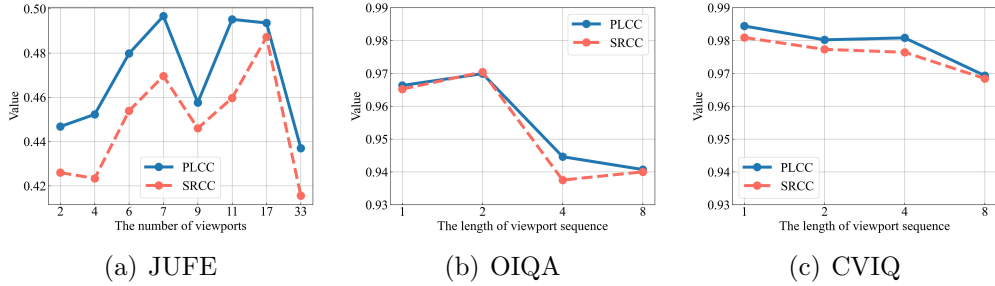 0.50
0.48
0.46
0.44
0.42
Value
PLCC
SRCC
2 4 6 7 9 11 17 33
The number of viewports
(a) JUFE
0.99
0.98
0.97
0.96
0.95
0.94
0.93
Value
PLCC
SRCC
1 2 4 8
The length of viewport sequence
(b) OIQA
0.99
0.98
0.97
0.96
0.95
0.94
0.93
Value
PLCC
SRCC
1 2 4 8
The length of viewport sequence
(c) CVIQ